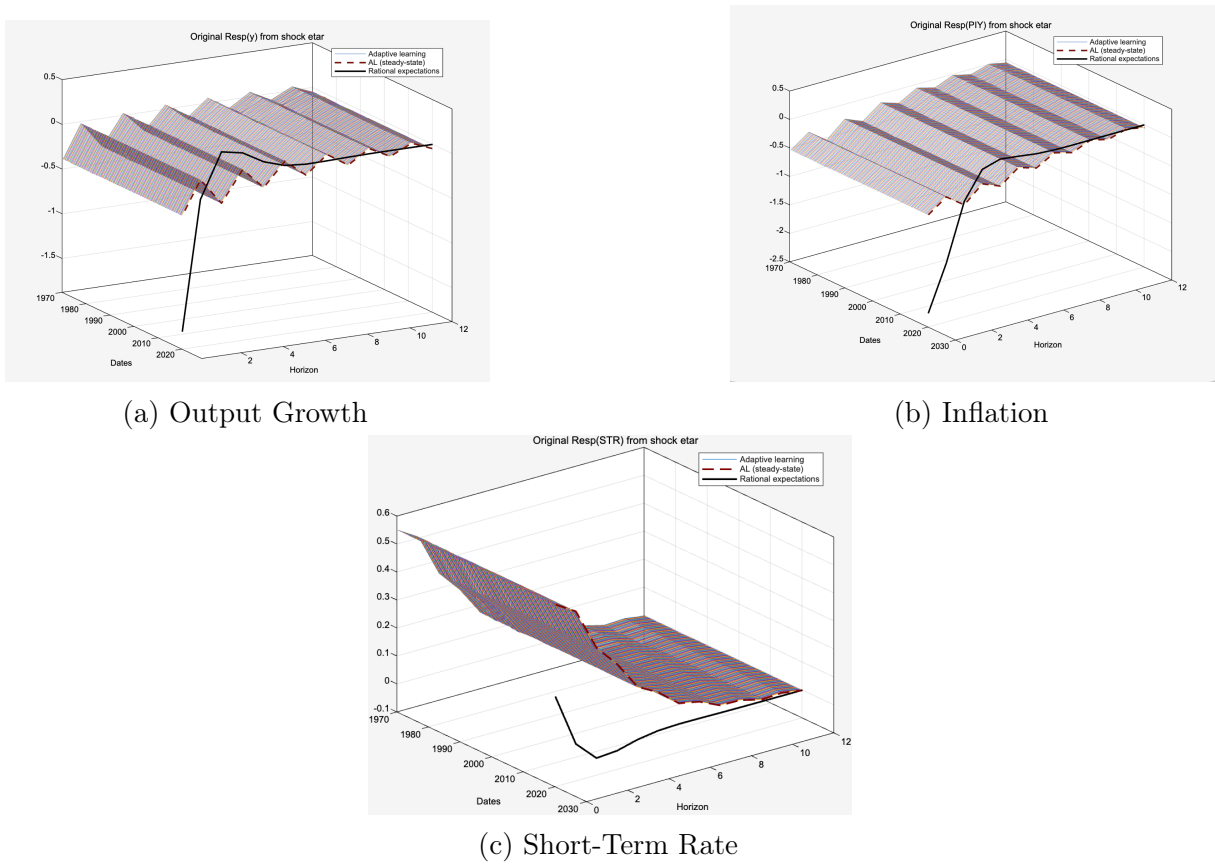 Original Resp(y) from shock etar
Adaptive learning
AL (steady-state)
Rational expectations
0.5
0
-0.5
-1
-1.5
1970
1980
1990
2000
2010
2020
Dates
2
4
6
8
10
12
Horizon
(a) Output Growth
Original Resp(PIY) from shock etar
Adaptive learning
AL (steady-state)
Rational expectations
0.5
0
-0.5
-1
-1.5
-2
-2.5
1970
1980
1990
2000
2010
2020
2030
Dates
0
2
4
6
8
10
12
Horizon
(b) Inflation
Original Resp(STR) from shock etar
Adaptive learning
AL (steady-state)
Rational expectations
0.6
0.5
0.4
0.3
0.2
0.1
0
-0.1
1970
1980
1990
2000
2010
2020
2030
Dates
0
2
4
6
8
10
12
Horizon
(c) Short-Term Rate